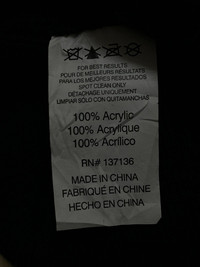 FOR BEST RESULTS
POUR DE MEILLEURS RÉSULTATS
PARA LOS MEJORES RESULTADOS
SPOT CLEAN ONLY
DÉTACHAGE UNIQUEMENT
LIMPIAR SÓLO CON QUITAMANCHAS
100% Acrylic
100% Acrylique
100% Acrílico
RN# 137136
MADE IN CHINA
FABRIQUÉ EN CHINE
HECHO EN CHINA